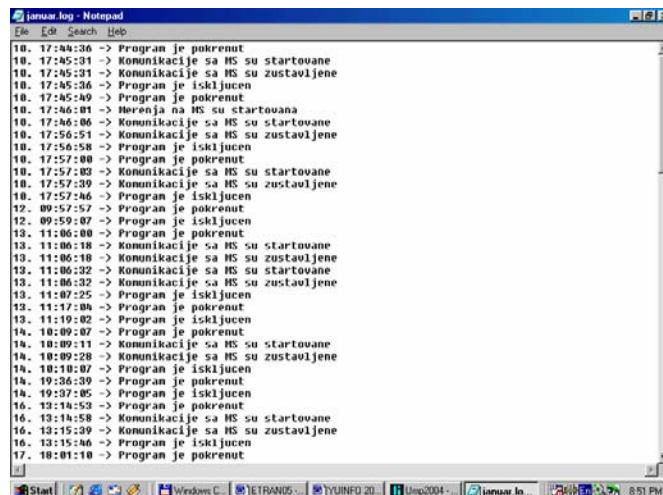 januar.log - Notepad
File Edit Search Help
10. 17:44:36 -> Program je pokrenut
10. 17:45:31 -> Komunikacije sa MS su startovane
10. 17:45:31 -> Komunikacije sa MS su zustavljene
10. 17:45:36 -> Program je iskljucen
10. 17:45:49 -> Program je pokrenut
10. 17:46:01 -> Merenja na MS su startovana
10. 17:46:06 -> Komunikacije sa MS su startovane
10. 17:56:51 -> Komunikacije sa MS su zustavljene
10. 17:56:58 -> Program je iskljucen
10. 17:57:00 -> Program je pokrenut
10. 17:57:03 -> Komunikacije sa MS su startovane
10. 17:57:39 -> Komunikacije sa MS su zustavljene
10. 17:57:46 -> Program je iskljucen
12. 09:57:57 -> Program je pokrenut
12. 09:59:07 -> Program je iskljucen
13. 11:06:00 -> Program je pokrenut
13. 11:06:18 -> Komunikacije sa MS su startovane
13. 11:06:18 -> Komunikacije sa MS su zustavljene
13. 11:06:32 -> Komunikacije sa MS su startovane
13. 11:06:32 -> Komunikacije sa MS su zustavljene
13. 11:07:25 -> Program je iskljucen
13. 11:17:04 -> Program je pokrenut
13. 11:19:02 -> Program je iskljucen
14. 10:09:07 -> Program je pokrenut
14. 10:09:11 -> Komunikacije sa MS su startovane
14. 10:09:28 -> Komunikacije sa MS su zustavljene
14. 10:10:07 -> Program je iskljucen
14. 19:36:39 -> Program je pokrenut
14. 19:37:05 -> Program je iskljucen
16. 13:14:53 -> Program je pokrenut
16. 13:14:58 -> Komunikacije sa MS su startovane
16. 13:15:39 -> Komunikacije sa MS su zustavljene
16. 13:15:46 -> Program je iskljucen
17. 18:01:10 -> Program je pokrenut
Start Windows C... ETRAN05 -... YUINFO 20... Ump2004 -... januar.lo... En 8:51 PM